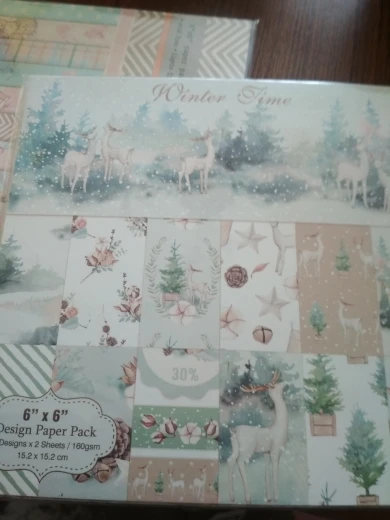 Winter Time
30%
6" x 6"
Design Paper Pack
Designs x 2 Sheets / 160gsm
15.2 x 15.2 cm